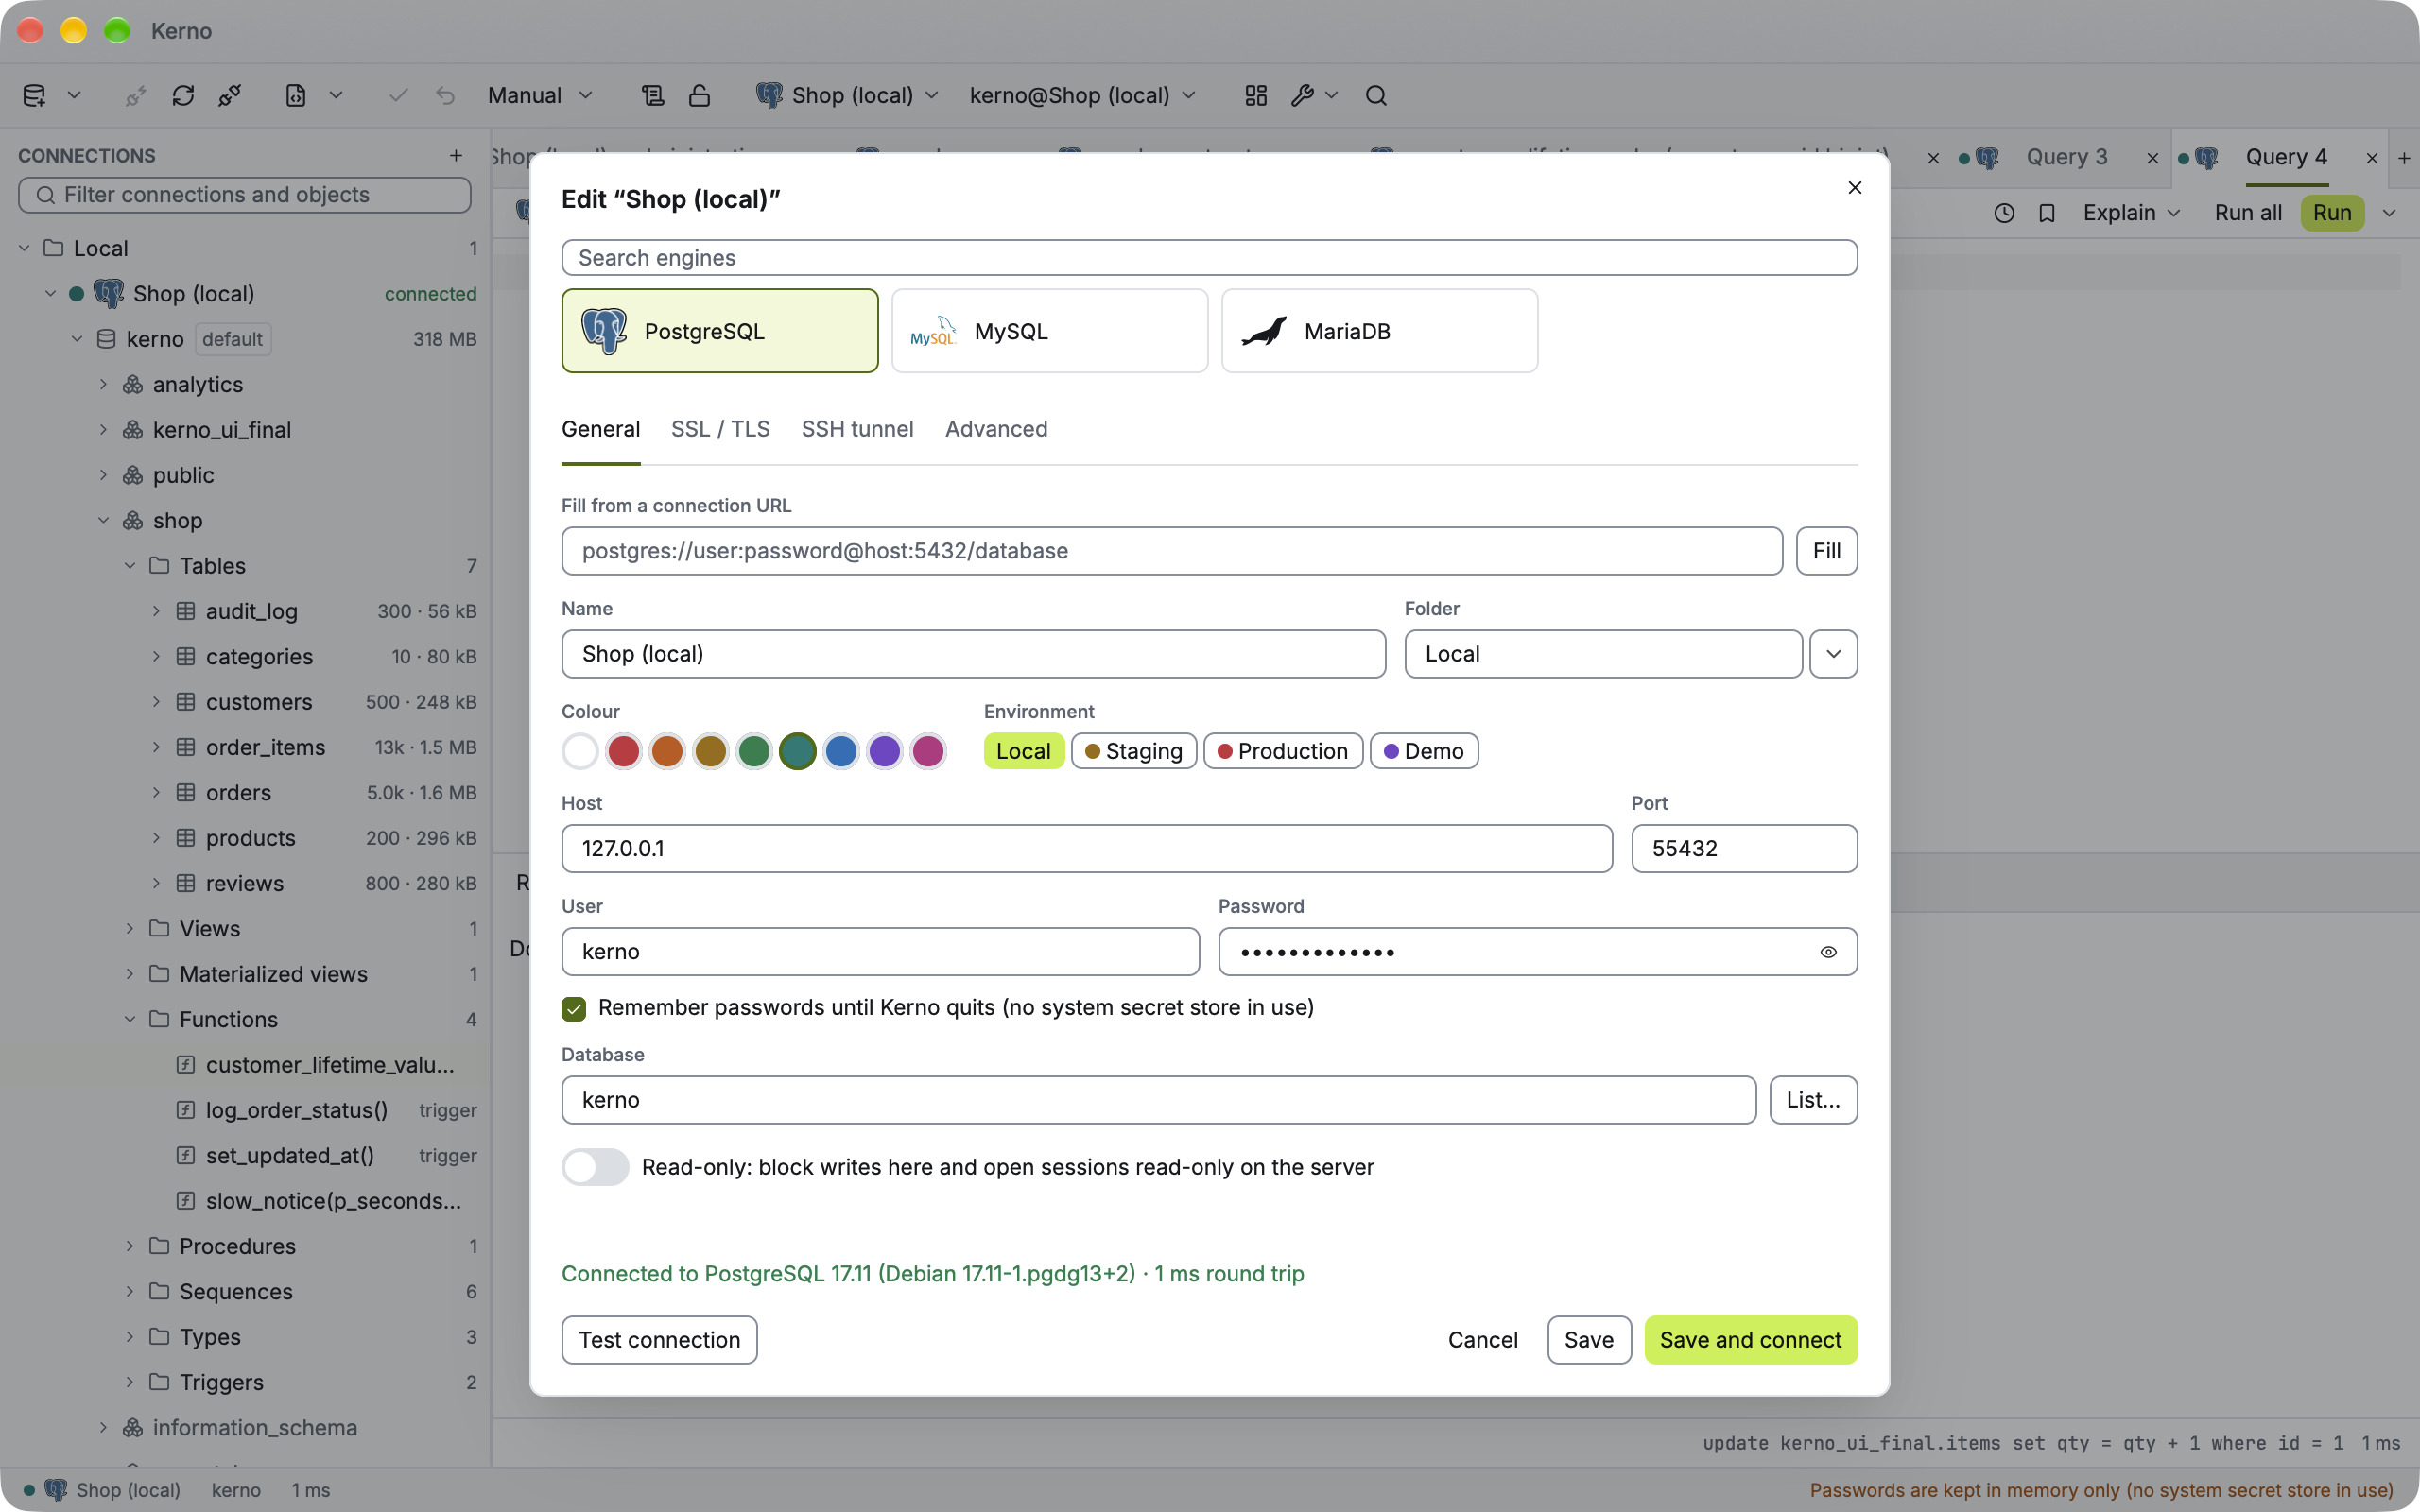 Kerno
Manual
Shop (local)
kerno@Shop (local)
CONNECTIONS
Filter connections and objects
Local 1
Shop (local) connected
kerno default 318 MB
analytics
kerno_ui_final
public
shop
Tables 7
audit_log 300 · 56 kB
categories 10 · 80 kB
customers 500 · 248 kB
order_items 13k · 1.5 MB
orders 5.0k · 1.6 MB
products 200 · 296 kB
reviews 800 · 280 kB
Views 1
Materialized views 1
Functions 4
customer_lifetime_valu...
log_order_status() trigger
set_updated_at() trigger
slow_notice(p_seconds...
Procedures 1
Sequences 6
Types 3
Triggers 2
information_schema
Query 3
Query 4
Explain
Run all
Run
Edit “Shop (local)”
Search engines
PostgreSQL
MySQL
MySQL
MariaDB
General
SSL / TLS
SSH tunnel
Advanced
Fill from a connection URL
postgres://user:password@host:5432/database
Fill
Name
Shop (local)
Folder
Local
Colour
Environment
Local
Staging
Production
Demo
Host
127.0.0.1
Port
55432
User
kerno
Password
Remember passwords until Kerno quits (no system secret store in use)
Database
kerno
List...
Read-only: block writes here and open sessions read-only on the server
Connected to PostgreSQL 17.11 (Debian 17.11-1.pgdg13+2) · 1 ms round trip
Test connection
Cancel
Save
Save and connect
update kerno_ui_final.items set qty = qty + 1 where id = 1 1 ms
Shop (local)
kerno
1 ms
Passwords are kept in memory only (no system secret store in use)